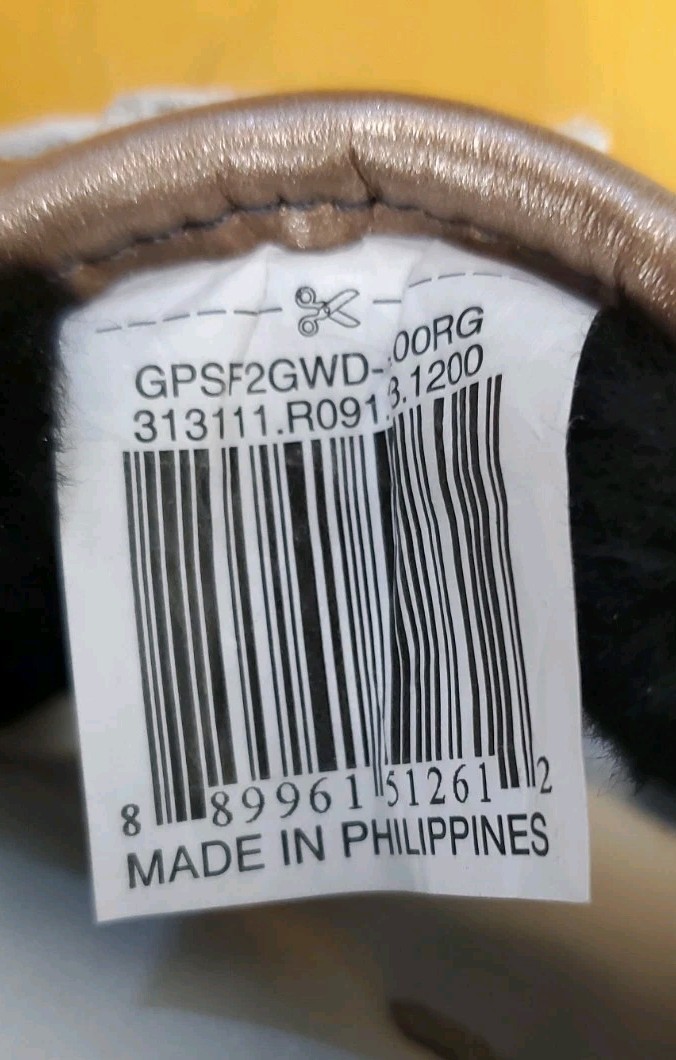 GPSF2GWD-.00RG
313111.R091.3.1200
8 89961 51261 2
MADE IN PHILIPPINES